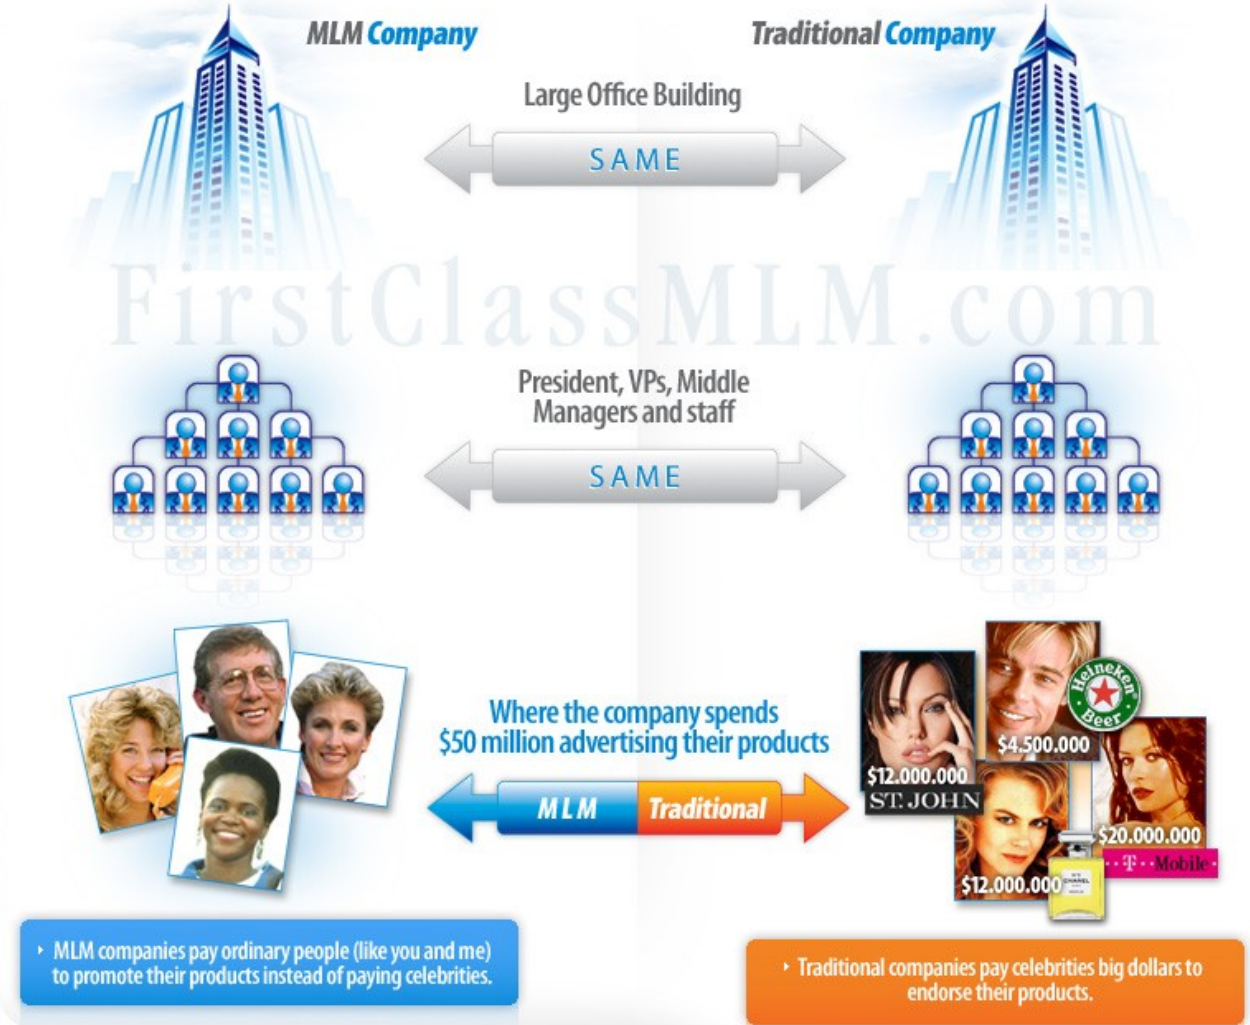 MLM Company
Traditional Company
Large Office Building
SAME
FirstClassMLM.com
President, VPs, Middle
Managers and staff
SAME
Where the company spends
$50 million advertising their products
MLM
Traditional
Heineken
Beer
$4.500.000
$12.000.000
ST. JOHN
$20.000.000
T··Mobile·
$12.000.000
CHANEL
‣ MLM companies pay ordinary people (like you and me)
to promote their products instead of paying celebrities.
‣ Traditional companies pay celebrities big dollars to
endorse their products.